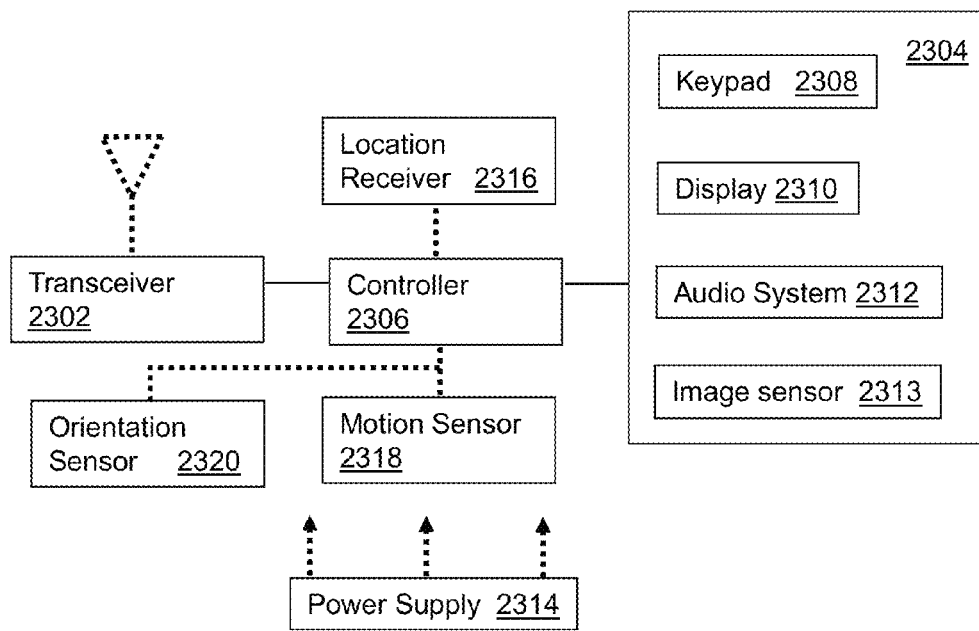 2304
Keypad 2308
Location
Receiver 2316
Display 2310
Transceiver
2302
Controller
2306
Audio System 2312
Image sensor 2313
Orientation
Sensor 2320
Motion Sensor
2318
Power Supply 2314